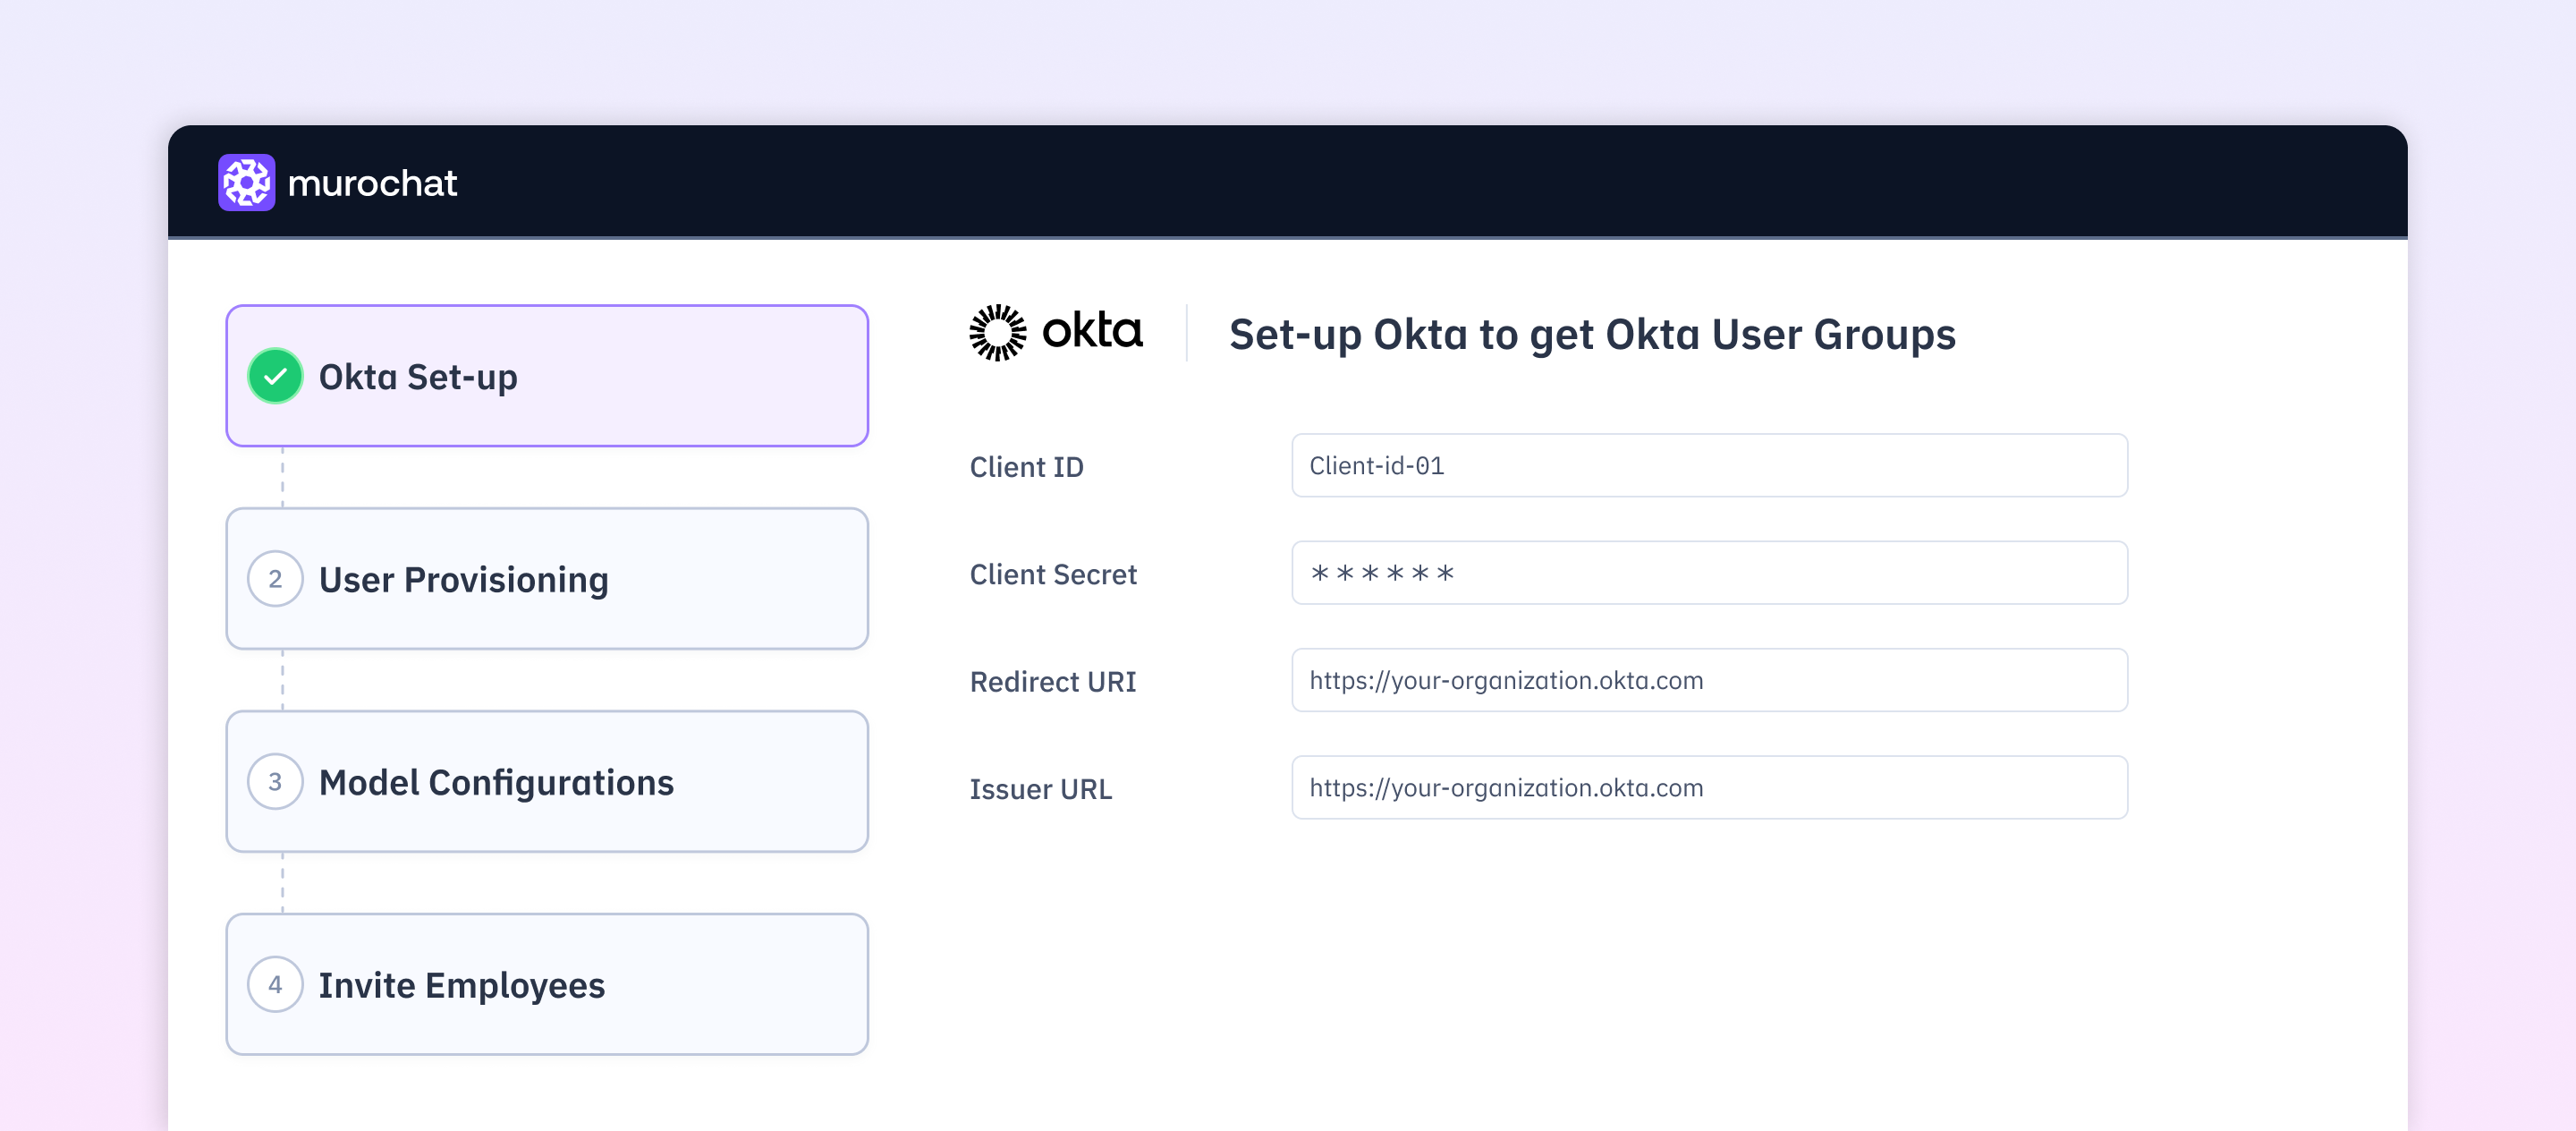 murochat
Okta Set-up
2 User Provisioning
3 Model Configurations
4 Invite Employees
okta
Set-up Okta to get Okta User Groups
Client ID
Client-id-01
Client Secret
******
Redirect URI
https://your-organization.okta.com
Issuer URL
https://your-organization.okta.com